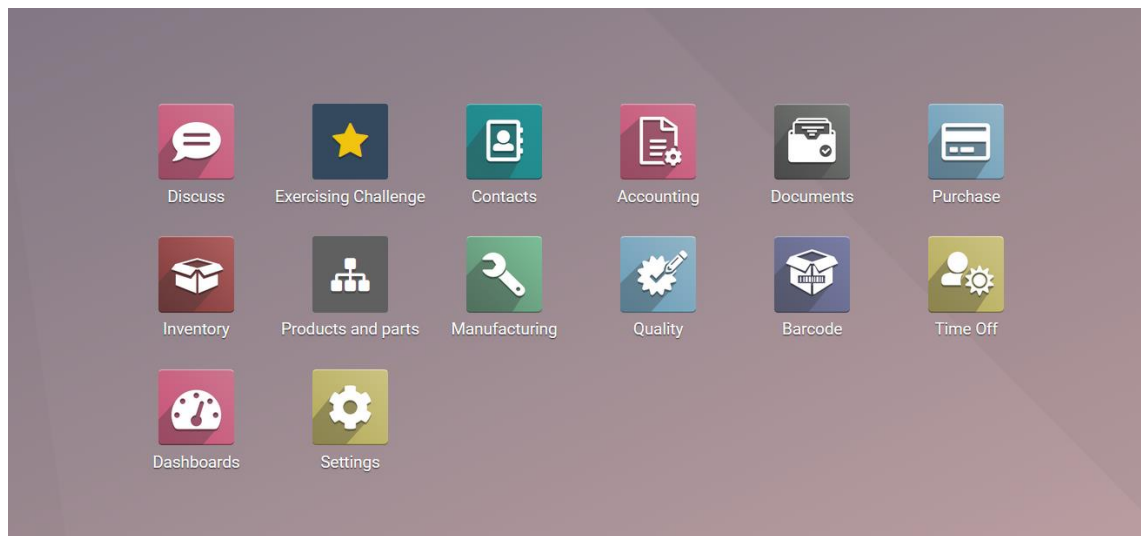 Discuss
Exercising Challenge
Contacts
Accounting
Documents
Purchase
Inventory
Products and parts
Manufacturing
Quality
Barcode
Time Off
Dashboards
Settings